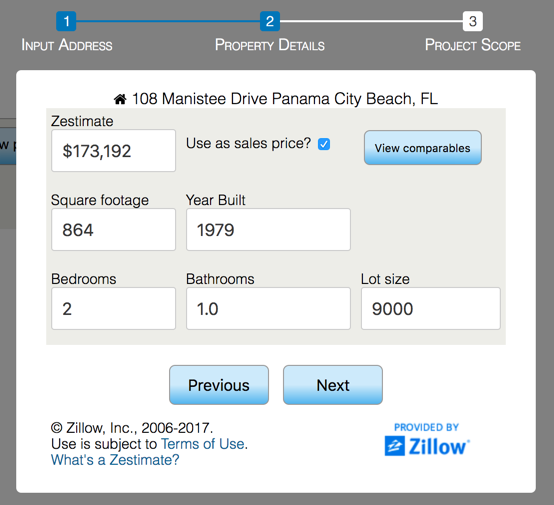 1 2 3
INPUT ADDRESS PROPERTY DETAILS PROJECT SCOPE
108 Manistee Drive Panama City Beach, FL
Zestimate
$173,192 Use as sales price? View comparables
Square footage Year Built
864 1979
Bedrooms Bathrooms Lot size
2 1.0 9000
Previous Next
© Zillow, Inc., 2006-2017.
Use is subject to Terms of Use.
What's a Zestimate?
PROVIDED BY
Zillow®